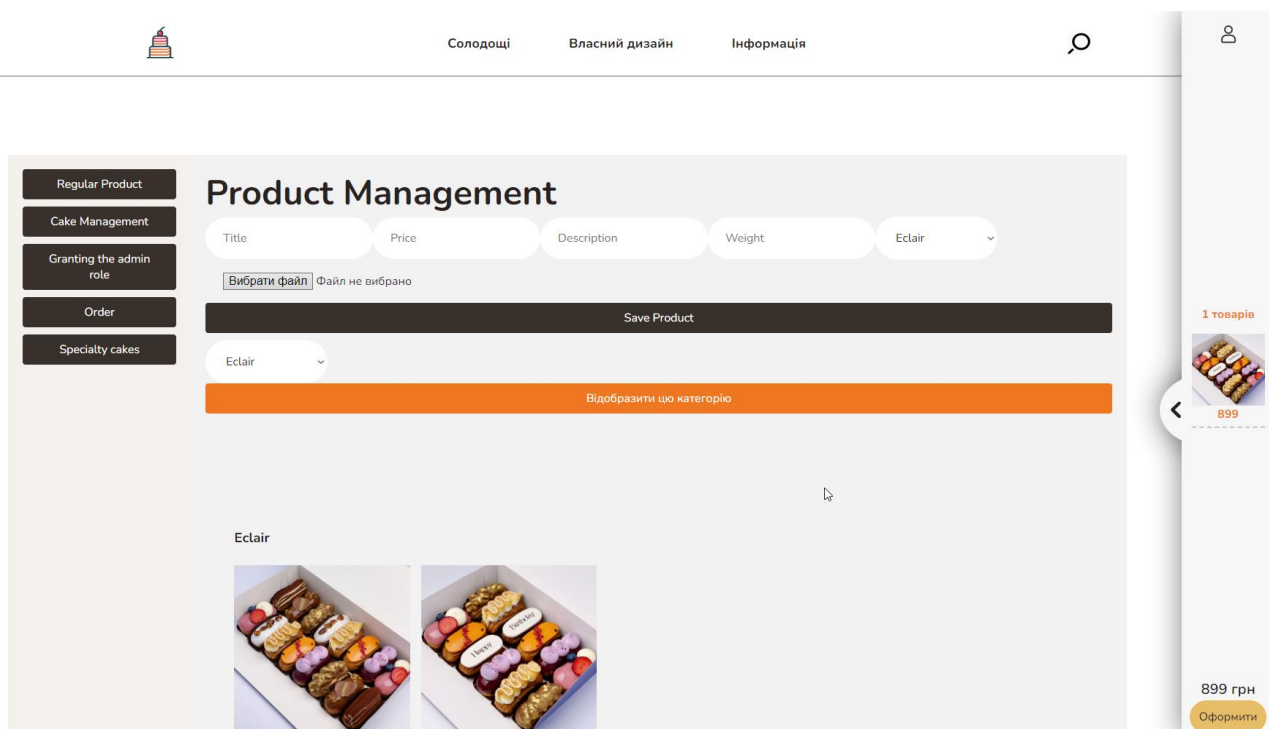 Солодощі
Власний дизайн
Інформація
Regular Product
Cake Management
Granting the admin
role
Order
Specialty cakes
Product Management
Title
Price
Description
Weight
Eclair
Вибрати файл Файл не вибрано
Save Product
Eclair
Відобразити цю категорію
Eclair
Happy
Birthday
1 товарів
899
899 грн
Оформити